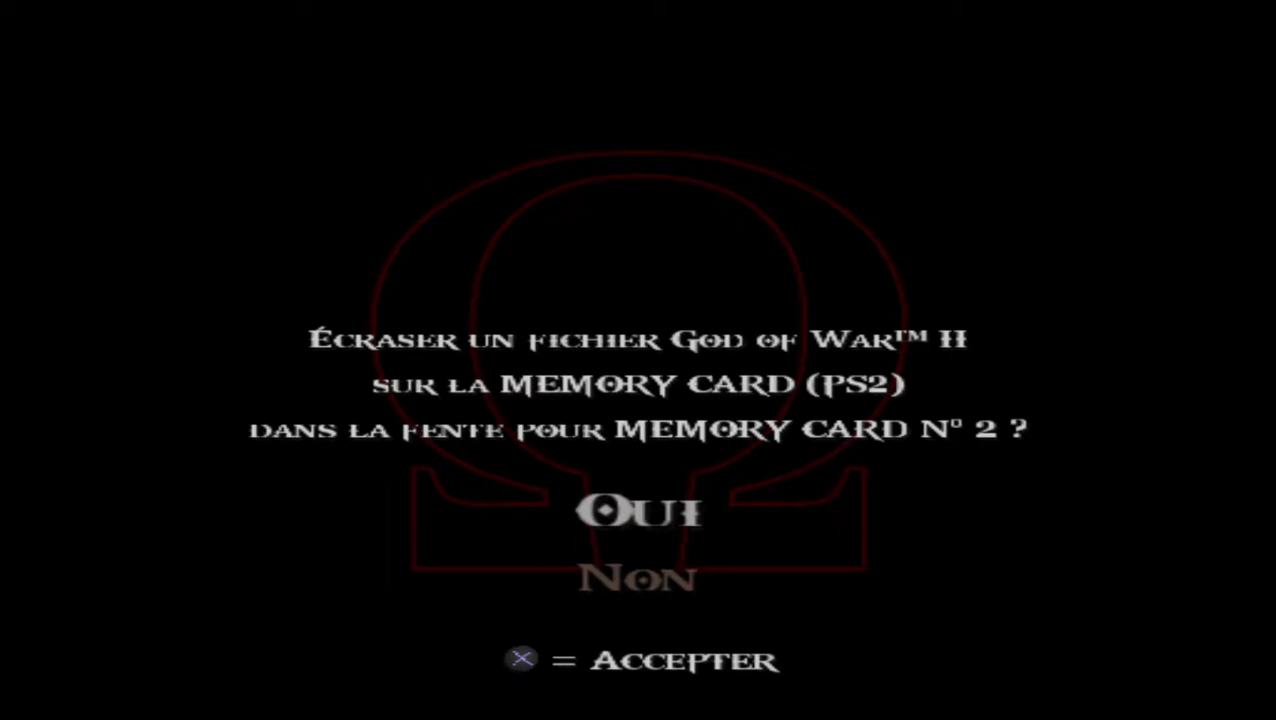 Écraser un fichier God of War™ II
sur la MEMORY CARD (PS2)
dans la fente pour MEMORY CARD N° 2 ?
Oui
Non
= Accepter